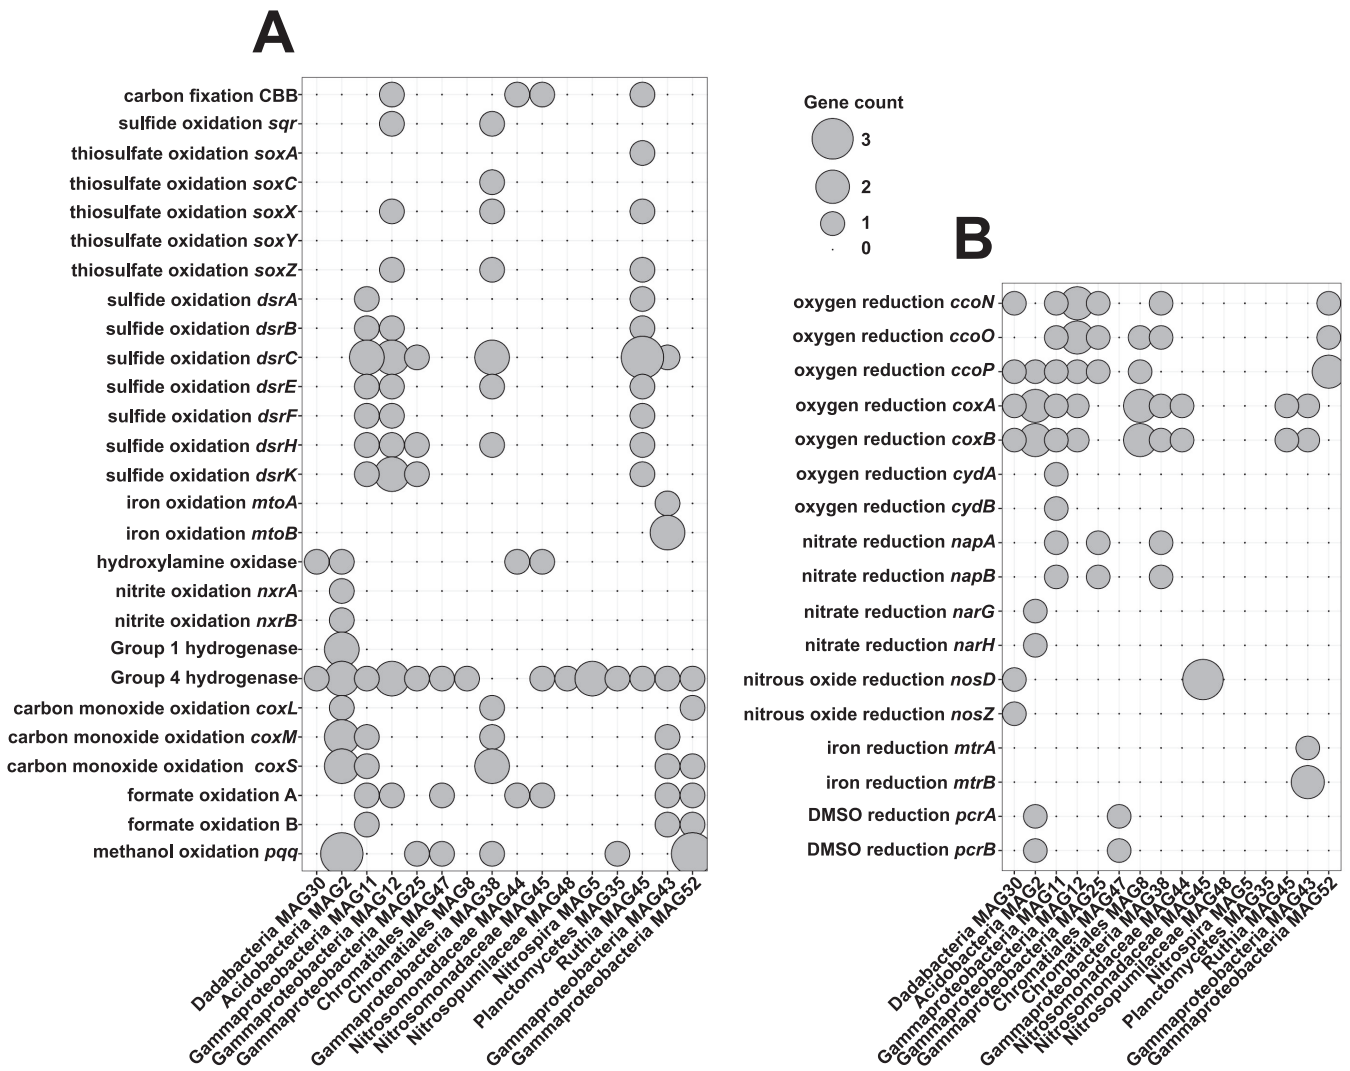 A
carbon fixation CBB
sulfide oxidation sqr
thiosulfate oxidation soxA
thiosulfate oxidation soxC
thiosulfate oxidation soxX
thiosulfate oxidation soxY
thiosulfate oxidation soxZ
sulfide oxidation dsrA
sulfide oxidation dsrB
sulfide oxidation dsrC
sulfide oxidation dsrE
sulfide oxidation dsrF
sulfide oxidation dsrH
sulfide oxidation dsrK
iron oxidation mtoA
iron oxidation mtoB
hydroxylamine oxidase
nitrite oxidation nxrA
nitrite oxidation nxrB
Group 1 hydrogenase
Group 4 hydrogenase
carbon monoxide oxidation coxL
carbon monoxide oxidation coxM
carbon monoxide oxidation coxS
formate oxidation A
formate oxidation B
methanol oxidation pqq
Dadabacteria MAG30
Acidobacteria MAG2
Gammaproteobacteria MAG11
Gammaproteobacteria MAG12
Gammaproteobacteria MAG25
Chromatiales MAG47
Chromatiales MAG8
Gammaproteobacteria MAG38
Nitrosomonadaceae MAG44
Nitrosomonadaceae MAG45
Nitrosopumilaceae MAG48
Nitrospira MAG5
Planctomycetes MAG35
Ruthia MAG45
Gammaproteobacteria MAG43
Gammaproteobacteria MAG52
Gene count
3
2
1
0
B
oxygen reduction ccoN
oxygen reduction ccoO
oxygen reduction ccoP
oxygen reduction coxA
oxygen reduction coxB
oxygen reduction cydA
oxygen reduction cydB
nitrate reduction napA
nitrate reduction napB
nitrate reduction narG
nitrate reduction narH
nitrous oxide reduction nosD
nitrous oxide reduction nosZ
iron reduction mtrA
iron reduction mtrB
DMSO reduction pcrA
DMSO reduction pcrB
Dadabacteria MAG30
Acidobacteria MAG2
Gammaproteobacteria MAG11
Gammaproteobacteria MAG12
Gammaproteobacteria MAG25
Chromatiales MAG47
Chromatiales MAG8
Gammaproteobacteria MAG38
Nitrosomonadaceae MAG44
Nitrosomonadaceae MAG45
Nitrosopumilaceae MAG48
Nitrospira MAG5
Planctomycetes MAG35
Ruthia MAG45
Gammaproteobacteria MAG43
Gammaproteobacteria MAG52